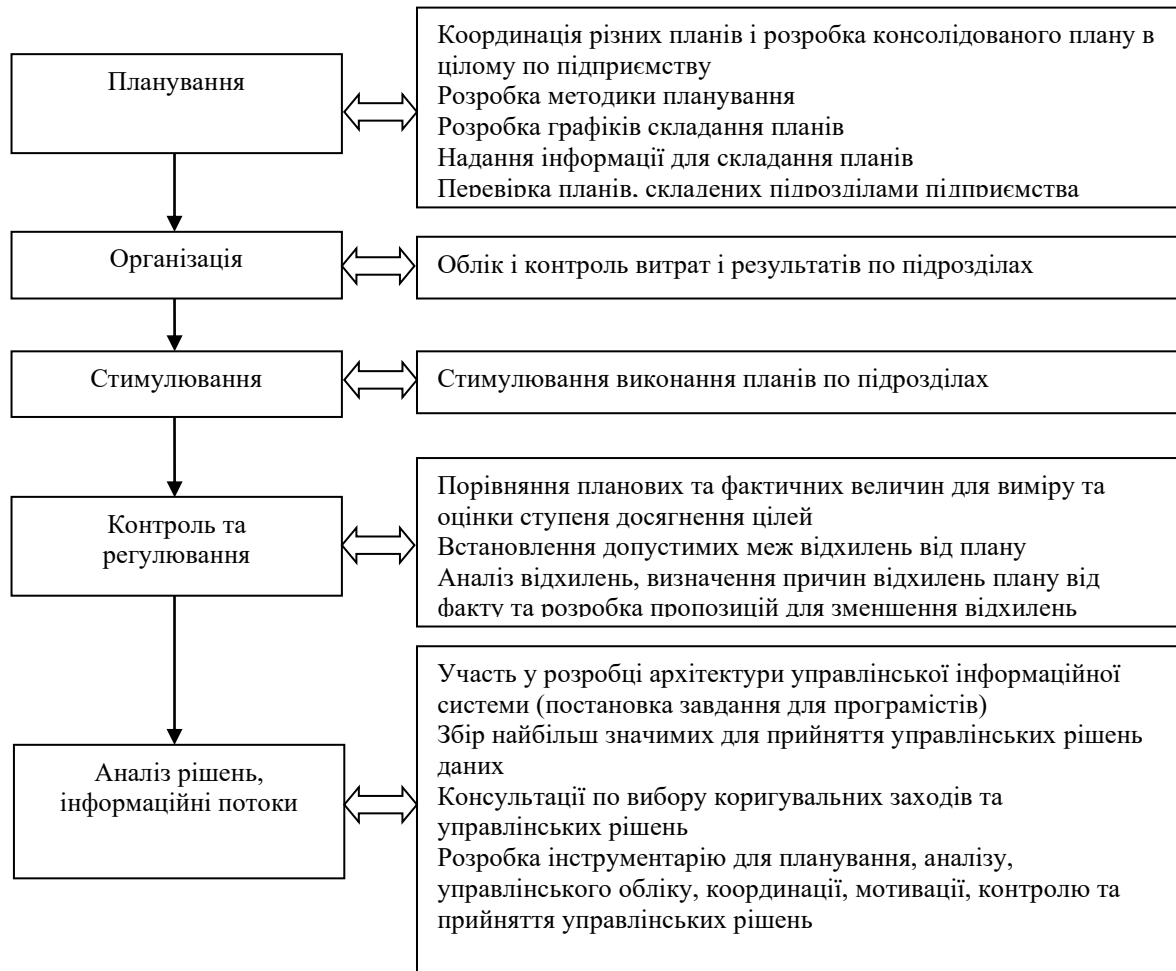 Планування
Координація різних планів і розробка консолідованого плану в
цілому по підприємству
Розробка методики планування
Розробка графіків складання планів
Надання інформації для складання планів
Перевірка планів, складених підрозділами підприємства
Організація
Облік і контроль витрат і результатів по підрозділах
Стимулювання
Стимулювання виконання планів по підрозділах
Контроль та
регулювання
Порівняння планових та фактичних величин для виміру та
оцінки ступеня досягнення цілей
Встановлення допустимих меж відхилень від плану
Аналіз відхилень, визначення причин відхилень плану від
факту та розробка пропозицій для зменшення відхилень
Аналіз рішень,
інформаційні потоки
Участь у розробці архітектури управлінської інформаційної
системи (постановка завдання для програмістів)
Збір найбільш значимих для прийняття управлінських рішень
даних
Консультації по вибору коригувальних заходів та
управлінських рішень
Розробка інструментарію для планування, аналізу,
управлінського обліку, координації, мотивації, контролю та
прийняття управлінських рішень